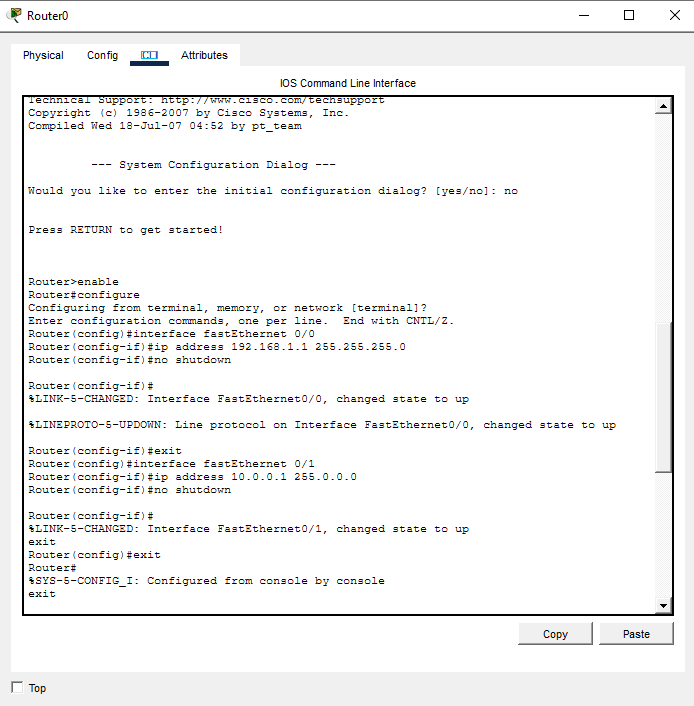 Router0
Physical Config CLI Attributes
IOS Command Line Interface
Technical Support: http://www.cisco.com/techsupport
Copyright (c) 1986-2007 by Cisco Systems, Inc.
Compiled Wed 18-Jul-07 04:52 by pt_team
--- System Configuration Dialog ---
Would you like to enter the initial configuration dialog? [yes/no]: no
Press RETURN to get started!
Router>enable
Router#configure
Configuring from terminal, memory, or network [terminal]?
Enter configuration commands, one per line.  End with CNTL/Z.
Router(config)#interface fastEthernet 0/0
Router(config-if)#ip address 192.168.1.1 255.255.255.0
Router(config-if)#no shutdown
Router(config-if)#
%LINK-5-CHANGED: Interface FastEthernet0/0, changed state to up
%LINEPROTO-5-UPDOWN: Line protocol on Interface FastEthernet0/0, changed state to up
Router(config-if)#exit
Router(config)#interface fastEthernet 0/1
Router(config-if)#ip address 10.0.0.1 255.0.0.0
Router(config-if)#no shutdown
Router(config-if)#
%LINK-5-CHANGED: Interface FastEthernet0/1, changed state to up
exit
Router(config)#exit
Router#
%SYS-5-CONFIG_I: Configured from console by console
exit
Copy Paste
Top